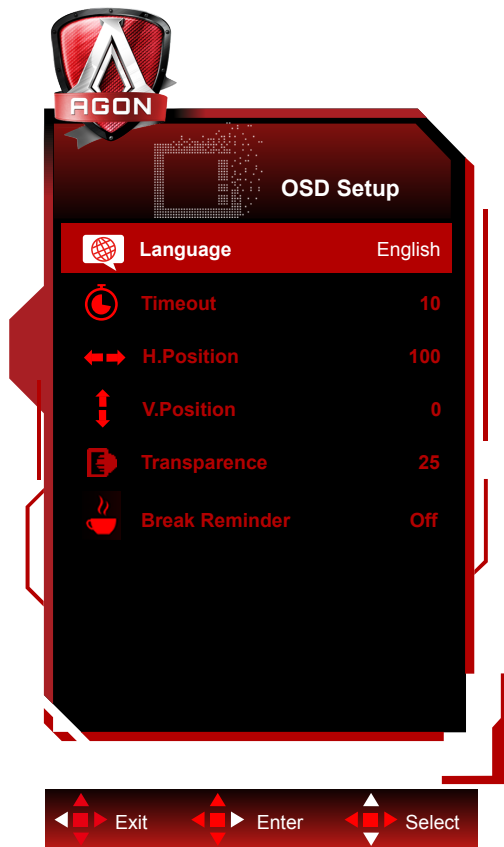 AGON
OSD Setup
Language English
Timeout 10
H.Position 100
V.Position 0
Transparence 25
Break Reminder Off
Exit Enter Select